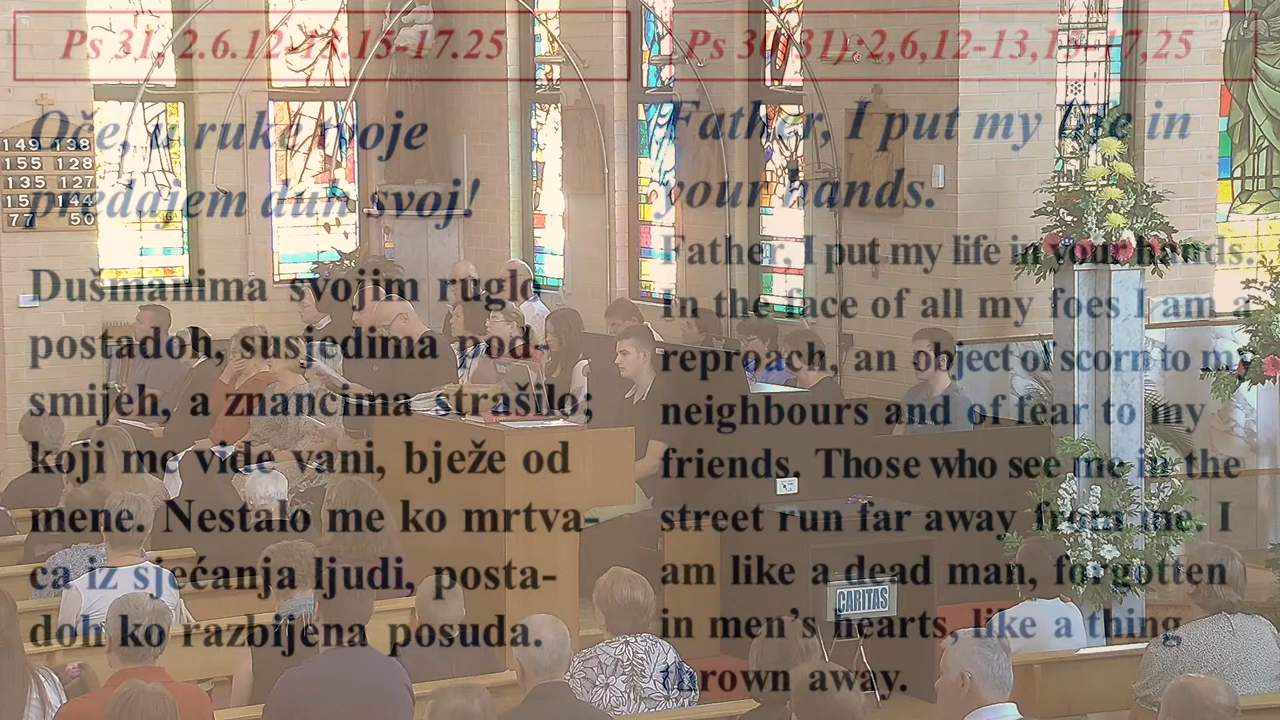 Ps 31, 2.6.12-13.15-17.25
Oče, u ruke tvoje
predajem duh svoj!
Dušmanima svojim ruglo
postadoh, susjedima pod-
smijeh, a znancima strašilo;
koji me vide vani, bježe od
mene. Nestalo me ko mrtva-
ca iz sjećanja ljudi, posta-
doh ko razbijena posuda.
Ps 30(31):2,6,12-13,15-17,25
Father, I put my life in
your hands.
Father, I put my life in your hands.
In the face of all my foes I am a
reproach, an object of scorn to my
neighbours and of fear to my
friends. Those who see me in the
street run far away from me. I
am like a dead man, forgotten
in men's hearts, like a thing
thrown away.
149 138
155 128
135 127
144
77 50
CARITAS